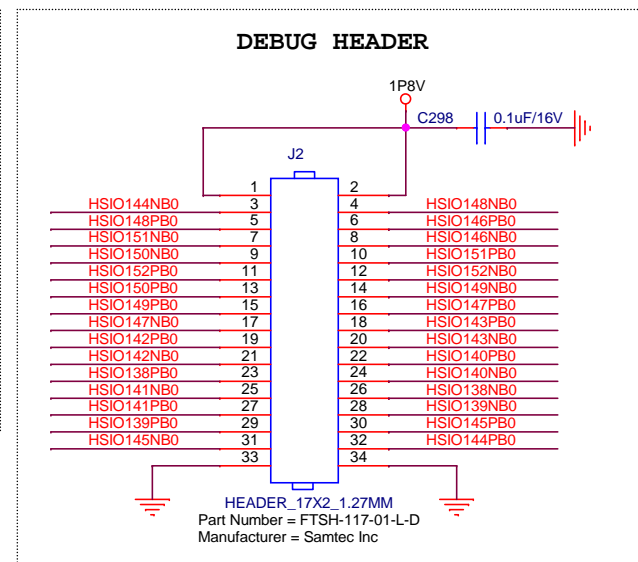 DEBUG HEADER
1P8V
C298 0.1uF/16V
J2
1 2
HSIO144NB0 3 4 HSIO148NB0
HSIO148PB0 5 6 HSIO146PB0
HSIO151NB0 7 8 HSIO146NB0
HSIO150NB0 9 10 HSIO151PB0
HSIO152PB0 11 12 HSIO152NB0
HSIO150PB0 13 14 HSIO149NB0
HSIO149PB0 15 16 HSIO147PB0
HSIO147NB0 17 18 HSIO143PB0
HSIO142PB0 19 20 HSIO143NB0
HSIO142NB0 21 22 HSIO140PB0
HSIO138PB0 23 24 HSIO140NB0
HSIO141NB0 25 26 HSIO138NB0
HSIO141PB0 27 28 HSIO139NB0
HSIO139PB0 29 30 HSIO145PB0
HSIO145NB0 31 32 HSIO144PB0
33 34
HEADER_17X2_1.27MM
Part Number = FTSH-117-01-L-D
Manufacturer = Samtec Inc